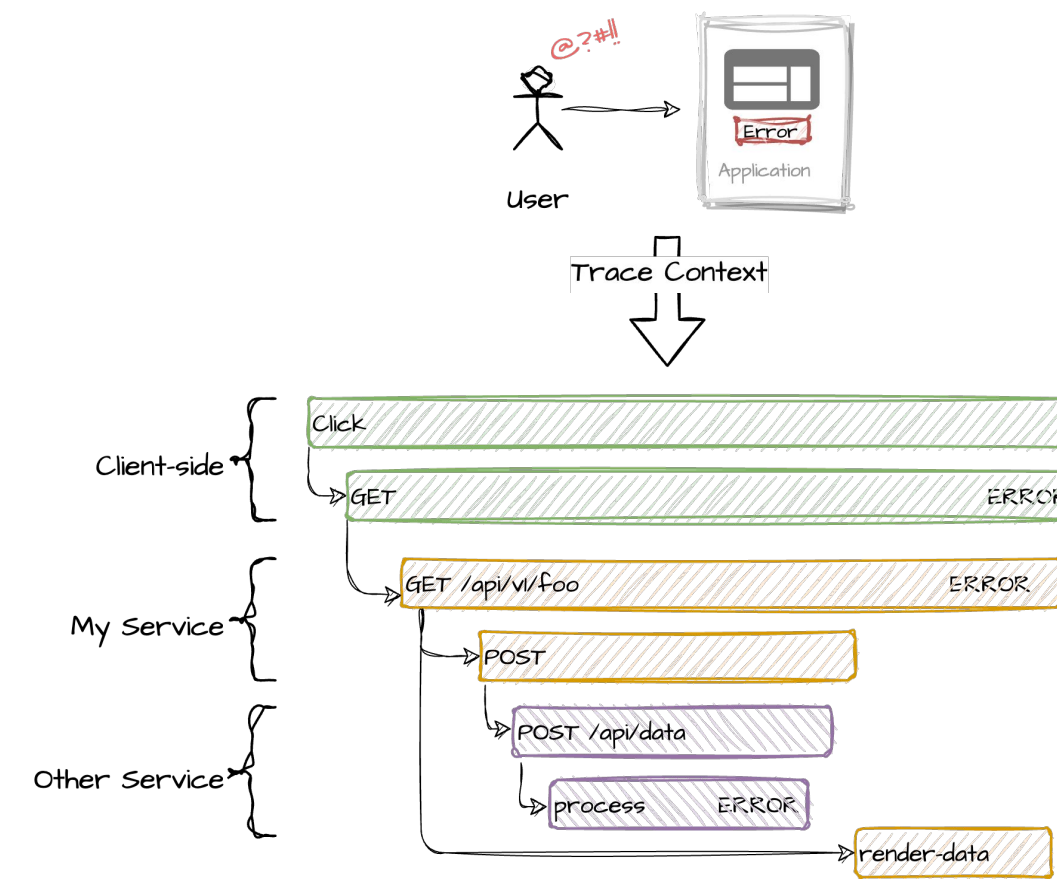 @?#!!
Error
Application
User
Trace Context
Click
Client-side
GET ERROR
GET /api/v1/foo ERROR
My Service
POST
POST /api/data
Other Service
process ERROR
render-data